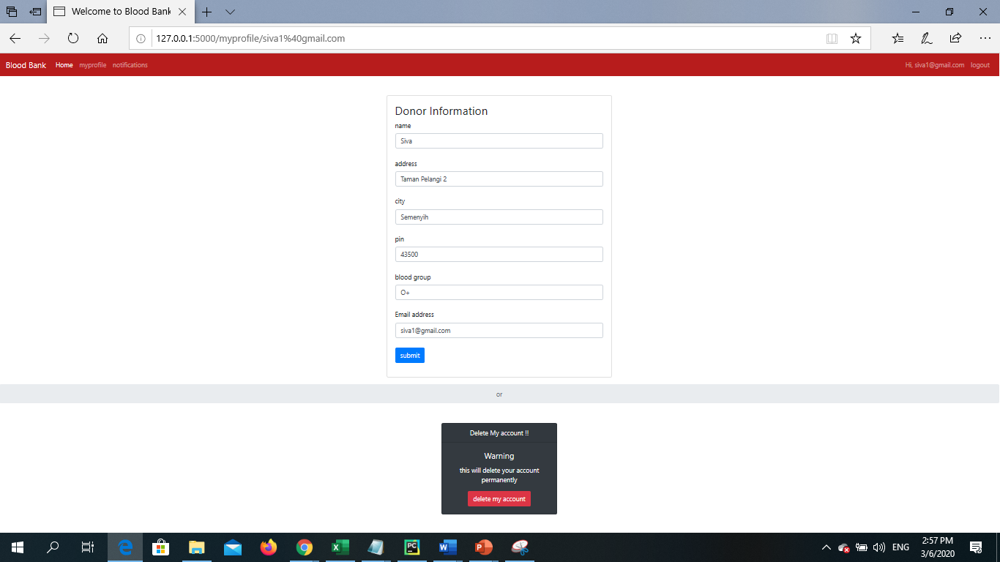 Welcome to Blood Bank
127.0.0.1:5000/myprofile/siva1%40gmail.com
Blood Bank Home myprofile notifications Hi, siva1@gmail.com logout
Donor Information
name
Siva
address
Taman Pelangi 2
city
Semenyih
pin
43500
blood group
O+
Email address
siva1@gmail.com
submit
or
Delete My account !!
Warning
this will delete your account
permanently
delete my account
ENG
2:57 PM
3/6/2020